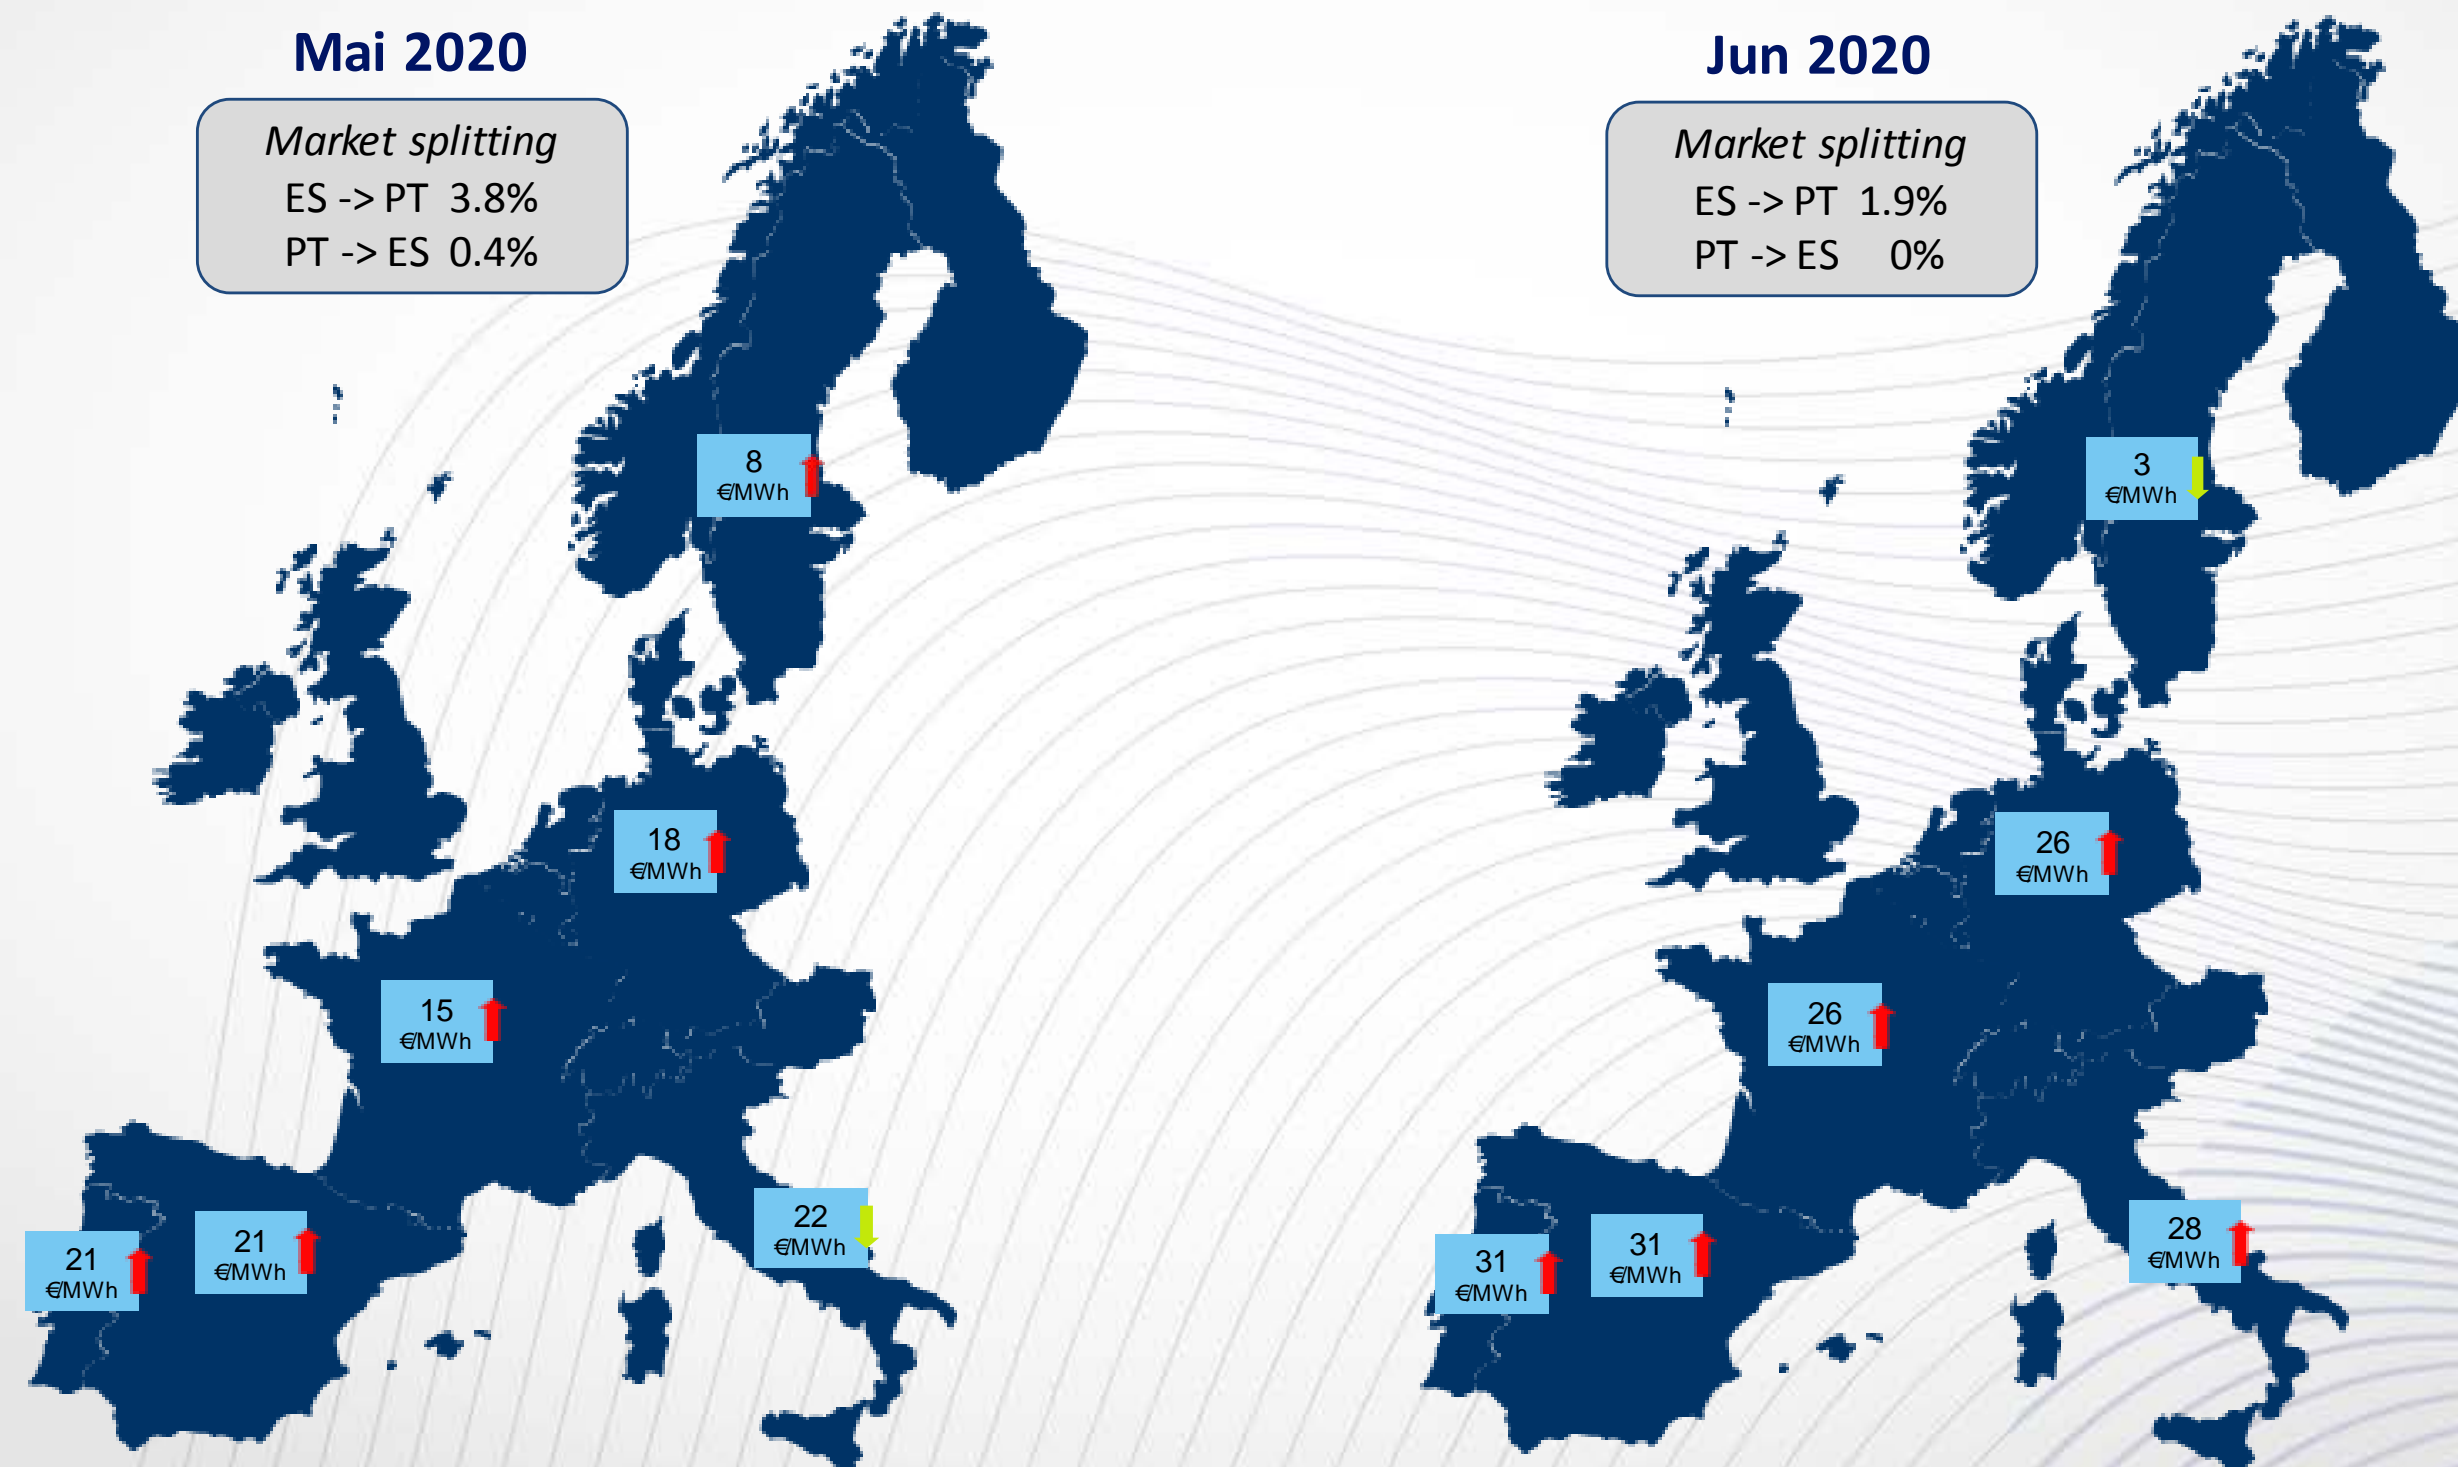 Mai 2020
Market splitting
ES -> PT 3.8%
PT -> ES 0.4%
8
€/MWh
18
€/MWh
15
€/MWh
22
€/MWh
21
€/MWh
21
€/MWh
Jun 2020
Market splitting
ES -> PT 1.9%
PT -> ES 0%
3
€/MWh
26
€/MWh
26
€/MWh
28
€/MWh
31
€/MWh
31
€/MWh